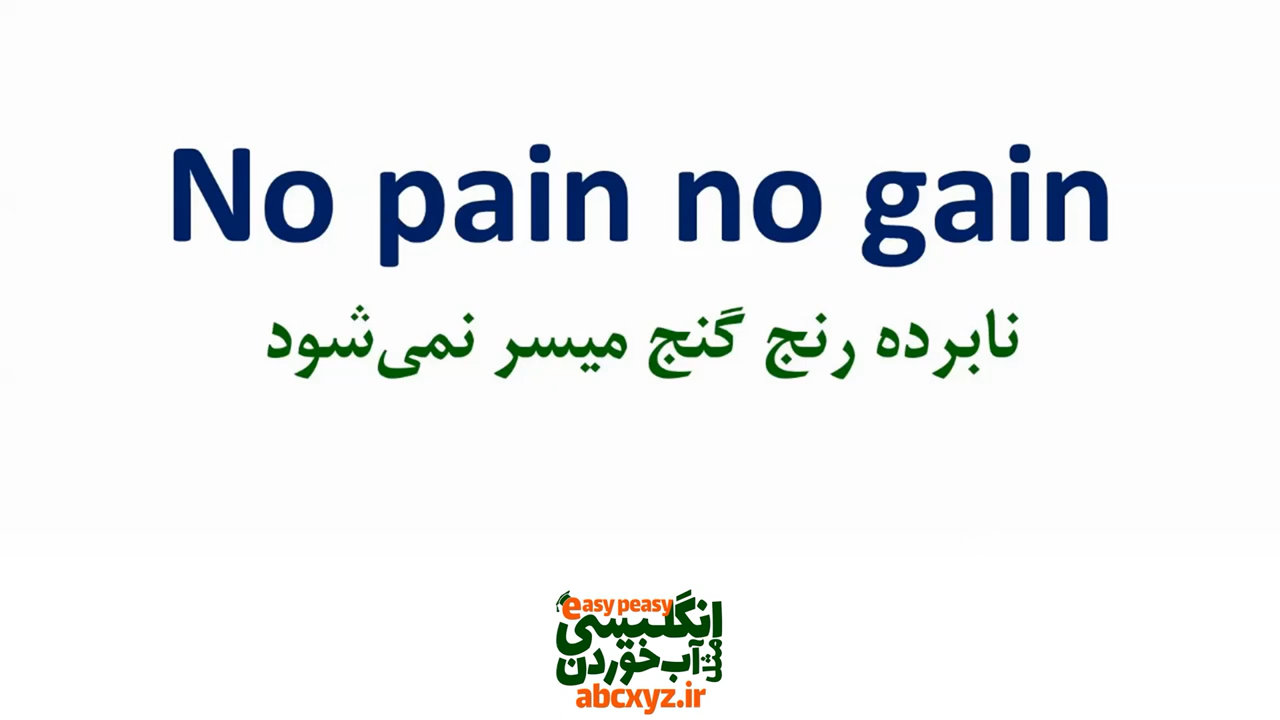 No pain no gain
نابرده رنج گنج میسر نمی‌شود
easy peasy
انگلیسی
مثل آب خوردن
abcxyz.ir